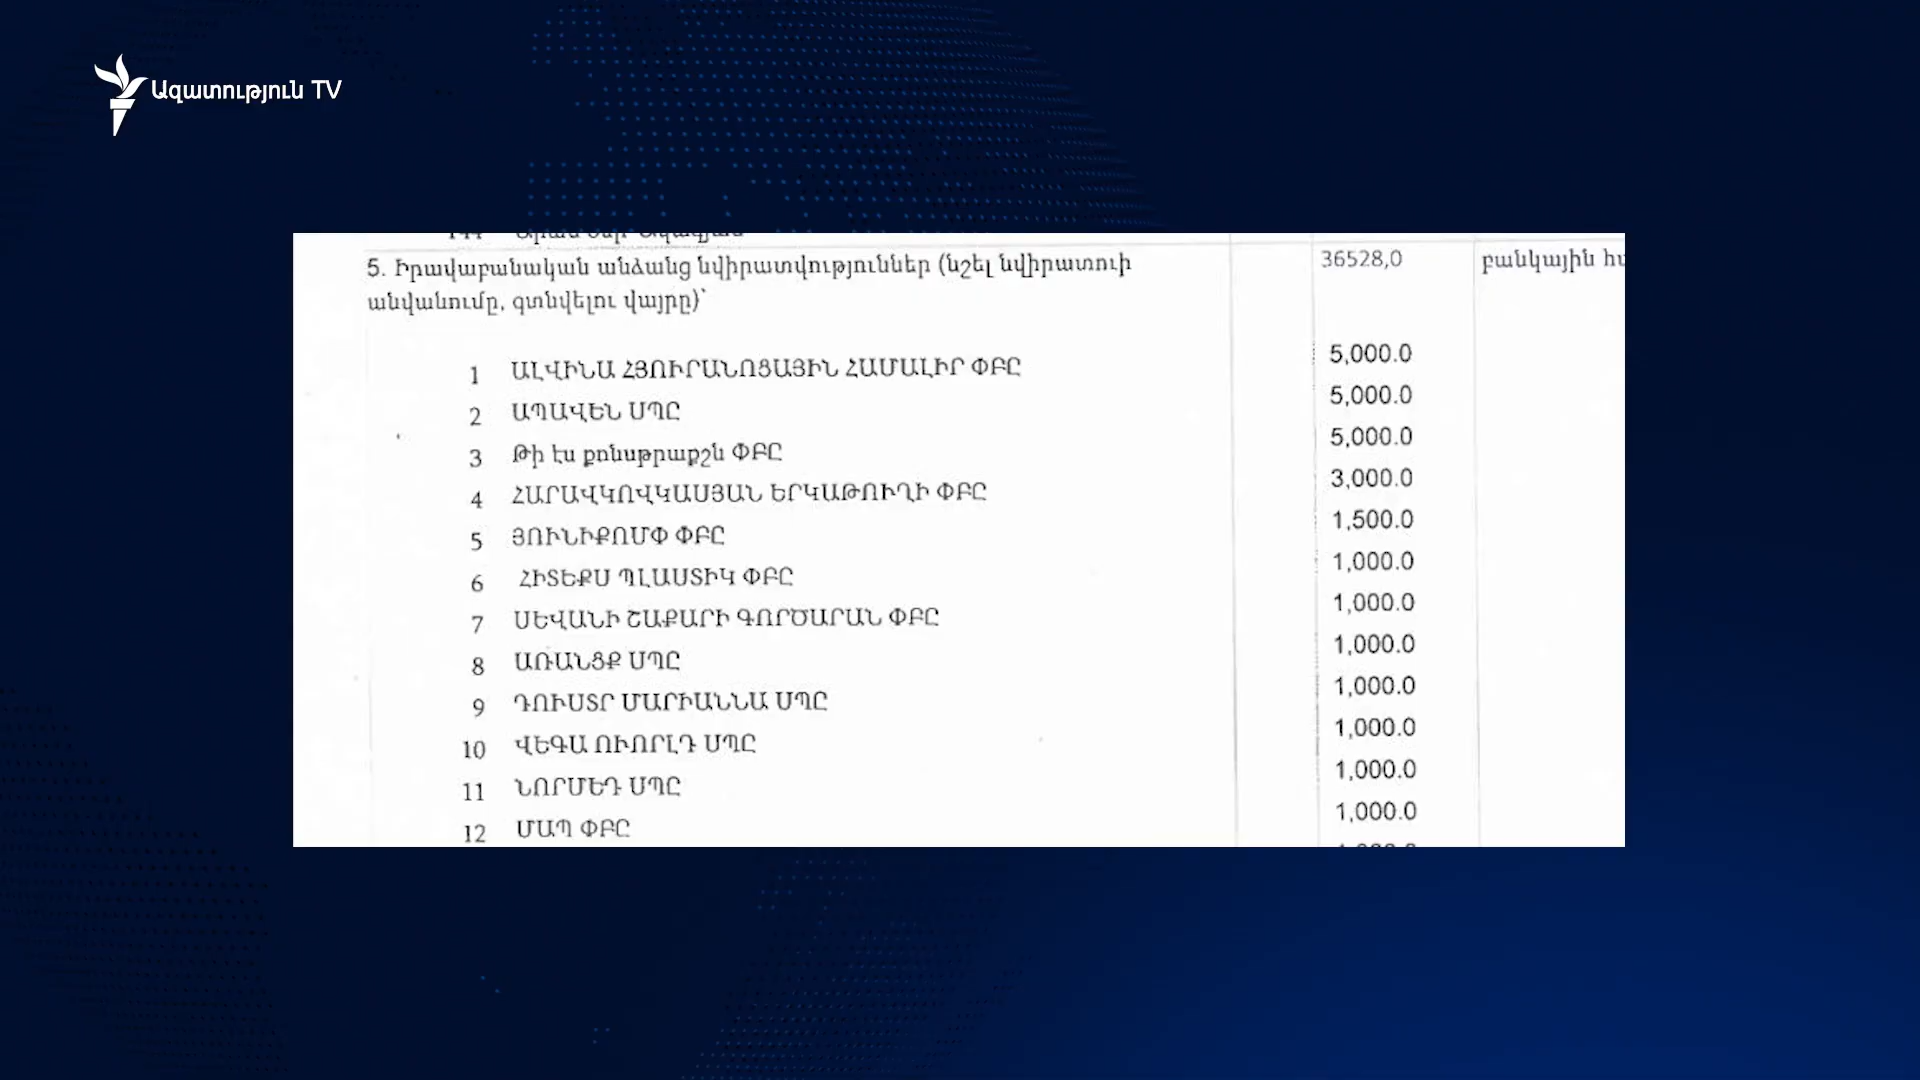 Ազատություն TV
5. Իրավաբանական անձանց նվիրատվություններ (նշել նվիրատուի 36528,0 բանկային
անվանումը, գտնվելու վայրը)՝
1 ԱԼՎԻՆԱ ՀՅՈՒՐԱՆՈՑԱՅԻՆ ՀԱՄԱԼԻՐ ՓԲԸ 5,000.0
2 ԱՊԱՎԵՆ ՍՊԸ 5,000.0
3 Թի էս քոնսթրաքշն ՓԲԸ 5,000.0
4 ՀԱՐԱՎԿՈՎԿԱՍՅԱՆ ԵՐԿԱԹՈՒՂԻ ՓԲԸ 3,000.0
5 ՅՈՒՆԻՔՈՄՓ ՓԲԸ 1,500.0
6 ՀԻՏԵՔՍ ՊԼԱՍՏԻԿ ՓԲԸ 1,000.0
7 ՍԵՎԱՆԻ ՇԱՔԱՐԻ ԳՈՐԾԱՐԱՆ ՓԲԸ 1,000.0
8 ԱՌԱՆՑՔ ՍՊԸ 1,000.0
9 ԴՈՒՍՏՐ ՄԱՐԻԱՆՆԱ ՍՊԸ 1,000.0
10 ՎԵԳԱ ՈՒՈՐԼԴ ՍՊԸ 1,000.0
11 ՆՈՐՄԵԴ ՍՊԸ 1,000.0
12 ՄԱՊ ՓԲԸ 1,000.0